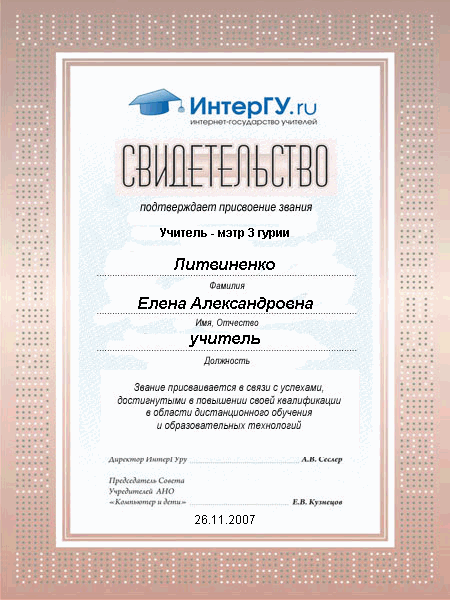 ИнтерГУ.ru
интернет-государство учителей
СВИДЕТЕЛЬСТВО
подтверждает присвоение звания
Учитель - мэтр 3 гурии
Литвиненко
Фамилия
Елена Александровна
Имя, Отчество
учитель
Должность
Звание присваивается в связи с успехами,
достигнутыми в повышении своей квалификации
в области дистанционного обучения
и образовательных технологий
Директор ИнтерГУру А.В. Сеслер
Председатель Совета
Учредителей АНО
«Компьютер и дети» Е.В. Кузнецов
26.11.2007